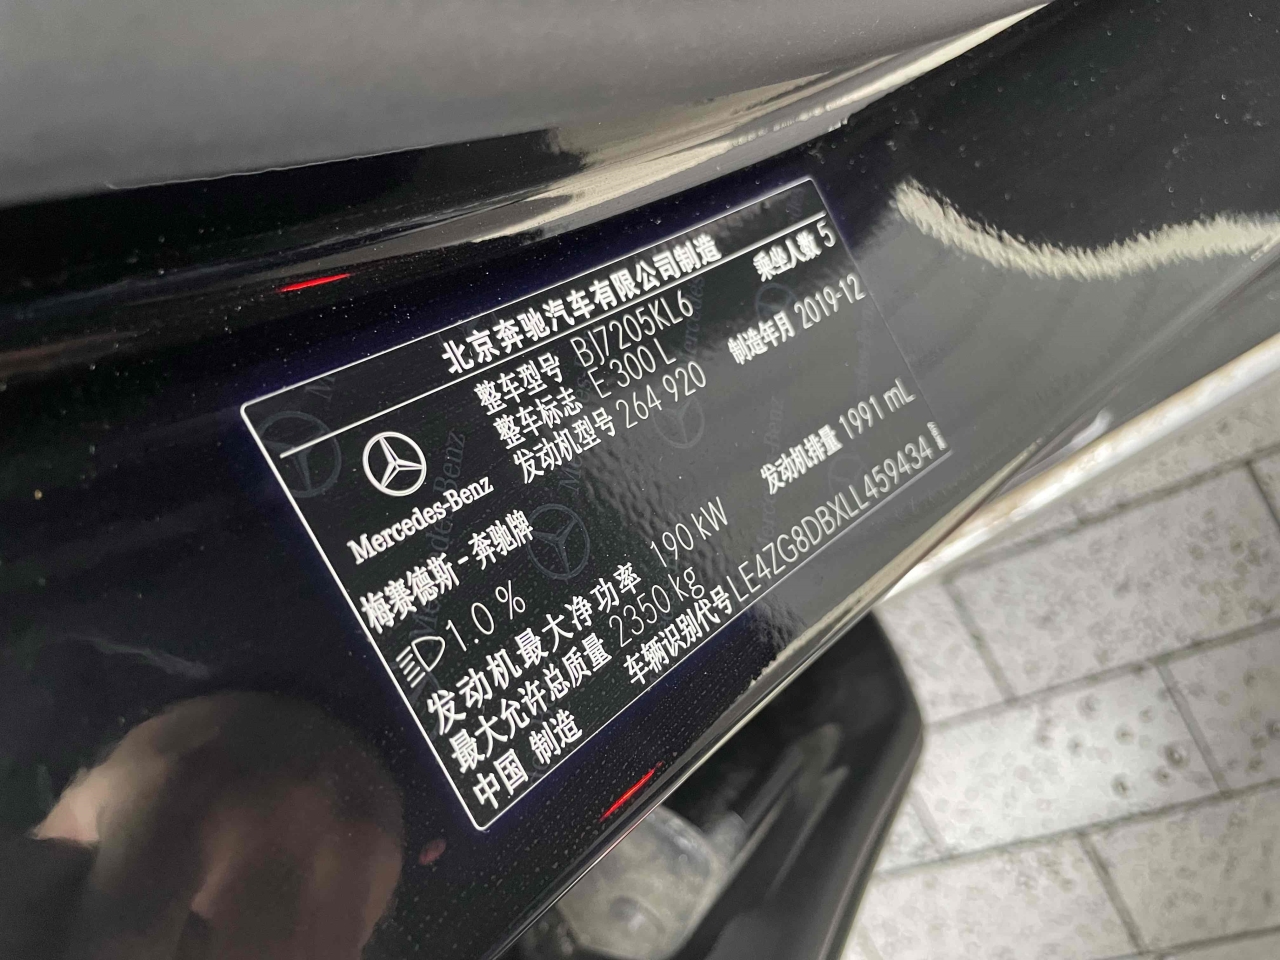 北京奔驰汽车有限公司制造
整车型号 BJ7205KL6 乘坐人数 5
整车标志 E 300 L
发动机型号 264 920 制造年月 2019-12
Mercedes-Benz
梅赛德斯-奔驰牌
1.0 %
发动机最大净功率 190 kW 发动机排量 1991 mL
最大允许总质量 2350 kg
中国 制造 车辆识别代号 LE4ZG8DBXLL459434